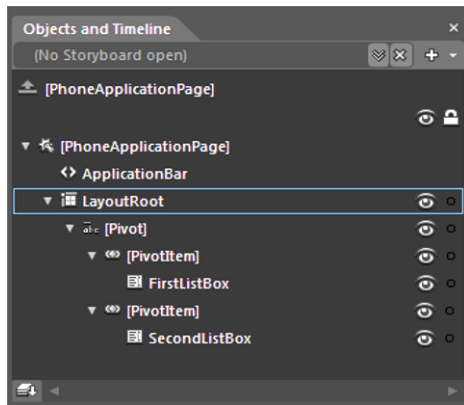 Objects and Timeline
(No Storyboard open)
[PhoneApplicationPage]
[PhoneApplicationPage]
ApplicationBar
LayoutRoot
[Pivot]
[PivotItem]
FirstListBox
[PivotItem]
SecondListBox